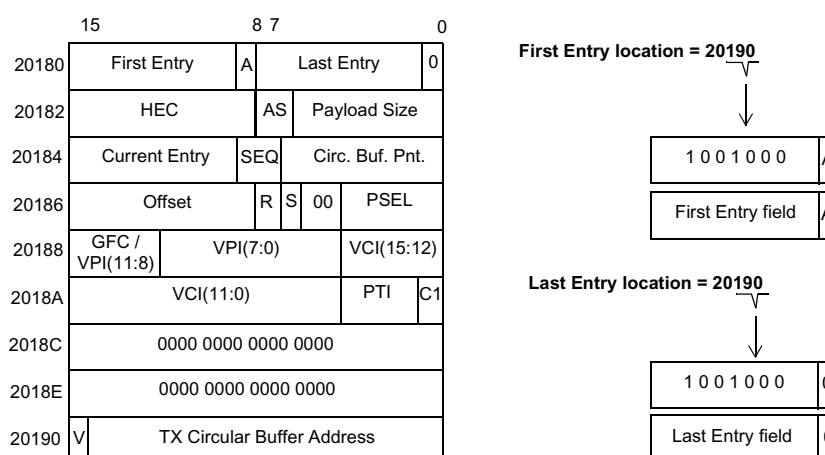 15 8 7 0
20180 First Entry A Last Entry 0
20182 HEC AS Payload Size
20184 Current Entry SEQ Circ. Buf. Pnt.
20186 Offset R S 00 PSEL
20188 GFC / VPI(11:8) VPI(7:0) VCI(15:12)
2018A VCI(11:0) PTI C1
2018C 0000 0000 0000 0000
2018E 0000 0000 0000 0000
20190 V TX Circular Buffer Address
First Entry location = 20190
1 0 0 1 0 0 0
First Entry field
Last Entry location = 20190
1 0 0 1 0 0 0
Last Entry field